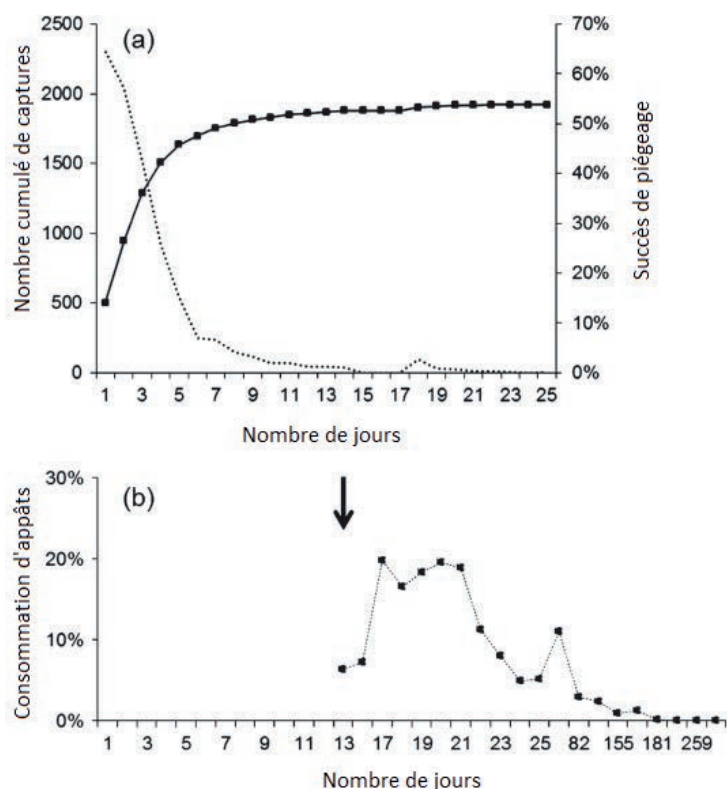 (a)
Nombre cumulé de captures
2500
2000
1500
1000
500
0
70%
60%
50%
40%
30%
20%
10%
0%
Succès de piégeage
1 3 5 7 9 11 13 15 17 19 21 23 25
Nombre de jours
(b)
Consommation d'appâts
30%
20%
10%
0%
1 3 5 7 9 11 13 17 19 21 23 25 82 155 181 259
Nombre de jours